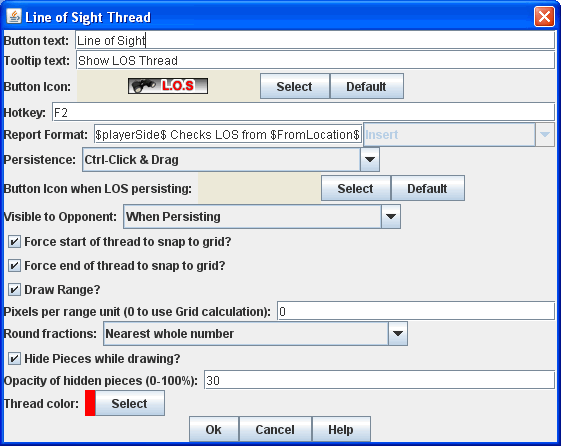 Line of Sight Thread
Button text: Line of Sight
Tooltip text: Show LOS Thread
Button Icon: L.O.S Select Default
Hotkey: F2
Report Format: $playerSide$ Checks LOS from $FromLocation$ Insert
Persistence: Ctrl-Click & Drag
Button Icon when LOS persisting: Select Default
Visible to Opponent: When Persisting
Force start of thread to snap to grid?
Force end of thread to snap to grid?
Draw Range?
Pixels per range unit (0 to use Grid calculation): 0
Round fractions: Nearest whole number
Hide Pieces while drawing?
Opacity of hidden pieces (0-100%): 30
Thread color: Select
Ok Cancel Help